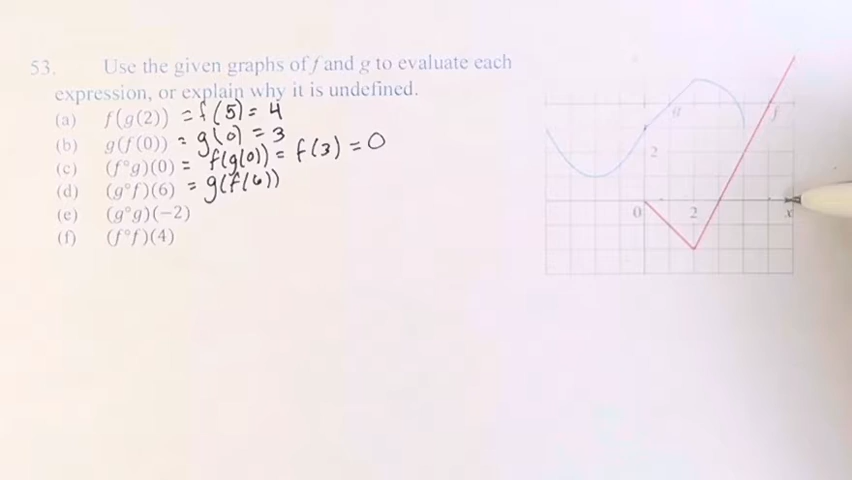 53. Use the given graphs of f and g to evaluate each
expression, or explain why it is undefined.
(a) f(g(2)) = f(5) = 4
(b) g(f(0)) = g(0) = 3
(c) (f°g)(0) = f(g(0)) = f(3) = 0
(d) (g°f)(6) = g(f(6))
(e) (g°g)(−2)
(f) (f°f)(4)
g
f
2
0
2
x